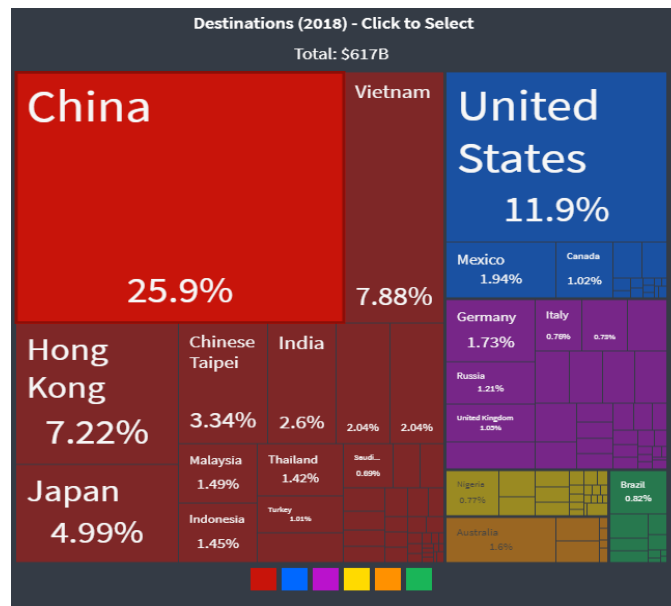 Destinations (2018) - Click to Select
Total: $617B
China
25.9%
Vietnam
7.88%
Hong
Kong
7.22%
Japan
4.99%
Chinese
Taipei
3.34%
India
2.6%
2.04%
2.04%
Malaysia
1.49%
Indonesia
1.45%
Thailand
1.42%
Turkey
1.01%
Saudi...
0.89%
United
States
11.9%
Mexico
1.94%
Canada
1.02%
Germany
1.73%
Italy
0.76%
0.73%
Russia
1.21%
United Kingdom
1.03%
Nigeria
0.77%
Australia
1.6%
Brazil
0.82%